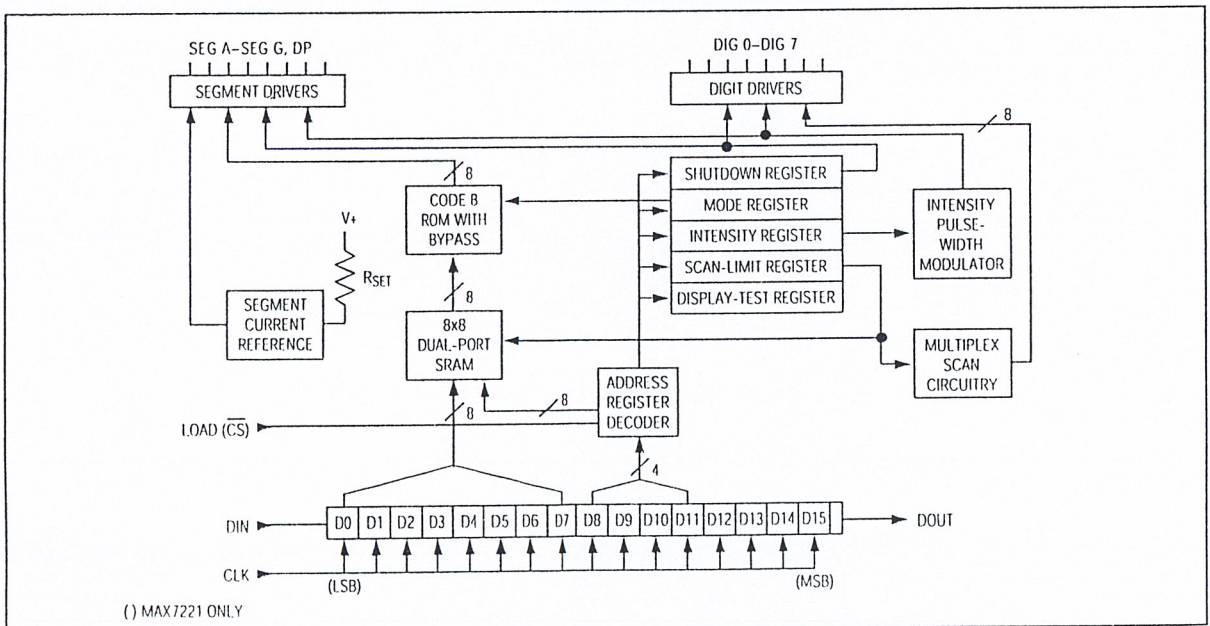 SEG A–SEG G, DP
SEGMENT DRIVERS
DIG 0–DIG 7
DIGIT DRIVERS
8
8
CODE B
ROM WITH
BYPASS
SHUTDOWN REGISTER
MODE REGISTER
INTENSITY REGISTER
SCAN-LIMIT REGISTER
DISPLAY-TEST REGISTER
INTENSITY
PULSE-
WIDTH
MODULATOR
V+
RSET
SEGMENT
CURRENT
REFERENCE
8
8x8
DUAL-PORT
SRAM
MULTIPLEX
SCAN
CIRCUITRY
ADDRESS
REGISTER
DECODER
8
8
LOAD (CS)
4
DIN
D0 D1 D2 D3 D4 D5 D6 D7 D8 D9 D10 D11 D12 D13 D14 D15
DOUT
CLK
(LSB)
(MSB)
( ) MAX7221 ONLY